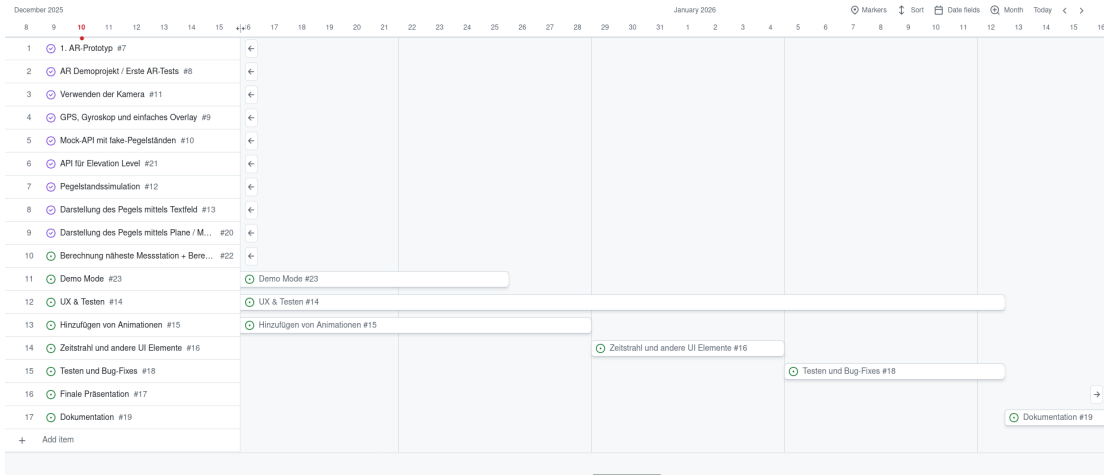 December 2025
January 2026
Markers Sort Date fields Month Today
8 9 10 11 12 13 14 15 16 17 18 19 20 21 22 23 24 25 26 27 28 29 30 31 1 2 3 4 5 6 7 8 9 10 11 12 13 14 15 16
1 1. AR-Prototyp #7
2 AR Demoprojekt / Erste AR-Tests #8
3 Verwenden der Kamera #11
4 GPS, Gyroskop und einfaches Overlay #9
5 Mock-API mit fake-Pegelständen #10
6 API für Elevation Level #21
7 Pegelstandssimulation #12
8 Darstellung des Pegels mittels Textfeld #13
9 Darstellung des Pegels mittels Plane / M... #20
10 Berechnung näheste Messstation + Bere... #22
11 Demo Mode #23 Demo Mode #23
12 UX & Testen #14 UX & Testen #14
13 Hinzufügen von Animationen #15 Hinzufügen von Animationen #15
14 Zeitstrahl und andere UI Elemente #16 Zeitstrahl und andere UI Elemente #16
15 Testen und Bug-Fixes #18 Testen und Bug-Fixes #18
16 Finale Präsentation #17
17 Dokumentation #19 Dokumentation #19
Add item